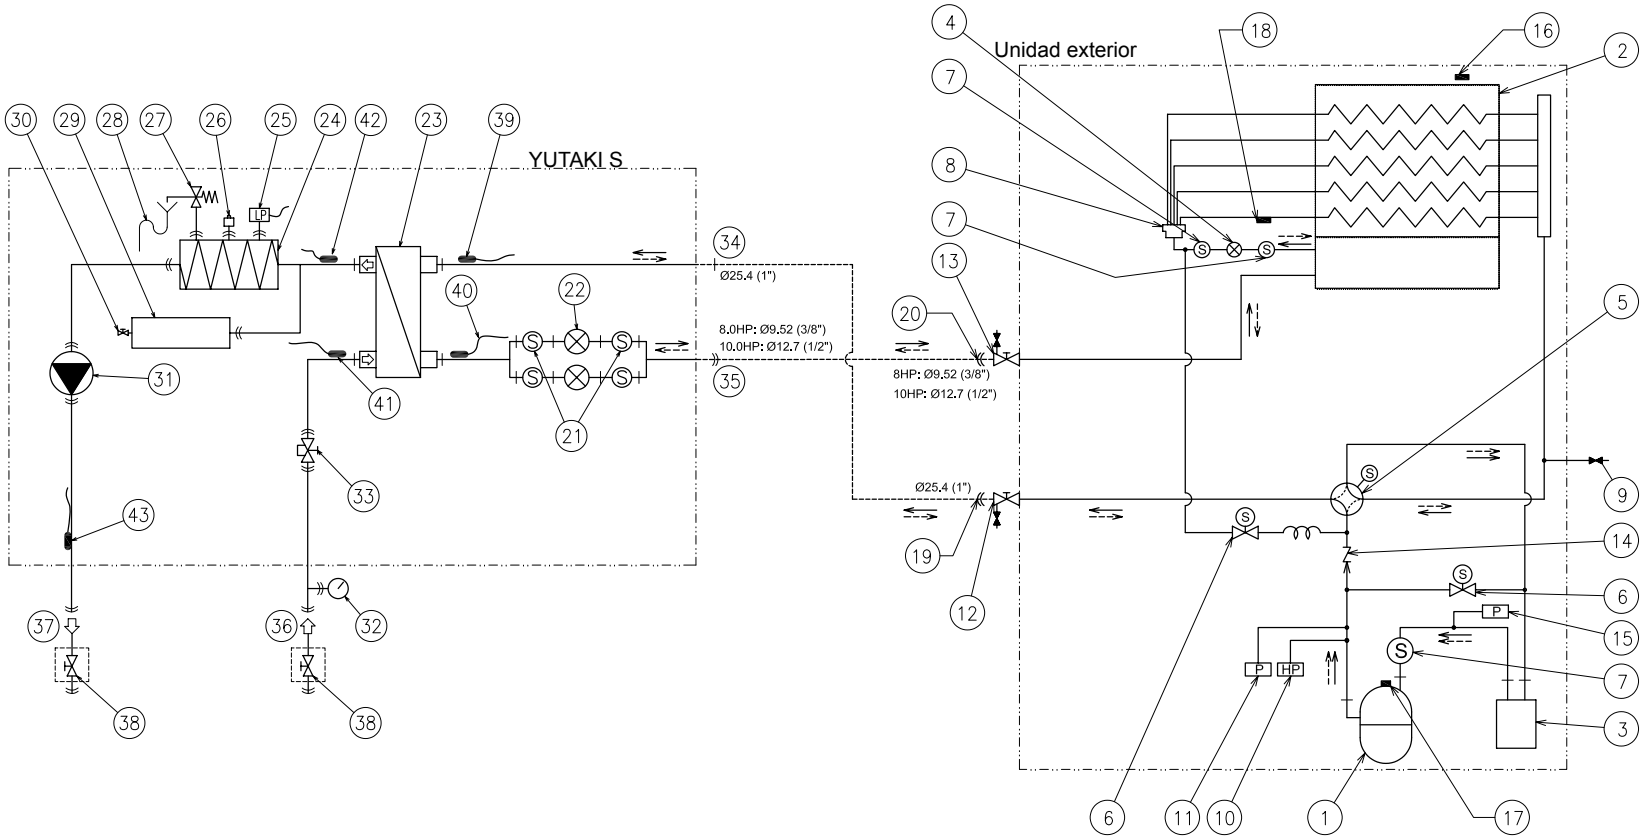 4
18
16
Unidad exterior
7
2
30
29
28
27
26
25
24
42
23
39
YUTAKI S
8
LP
7
18
S
S
34
Ø25.4 (1")
13
40
22
20
5
8.0HP: Ø9.52 (3/8")
10.0HP: Ø12.7 (1/2")
S
S
S
S
31
41
35
8HP: Ø9.52 (3/8")
10HP: Ø12.7 (1/2")
21
S
33
Ø25.4 (1")
9
43
S
19
14
12
S
6
37
36
32
P
15
P
HP
S
7
38
38
3
6
11
10
1
17